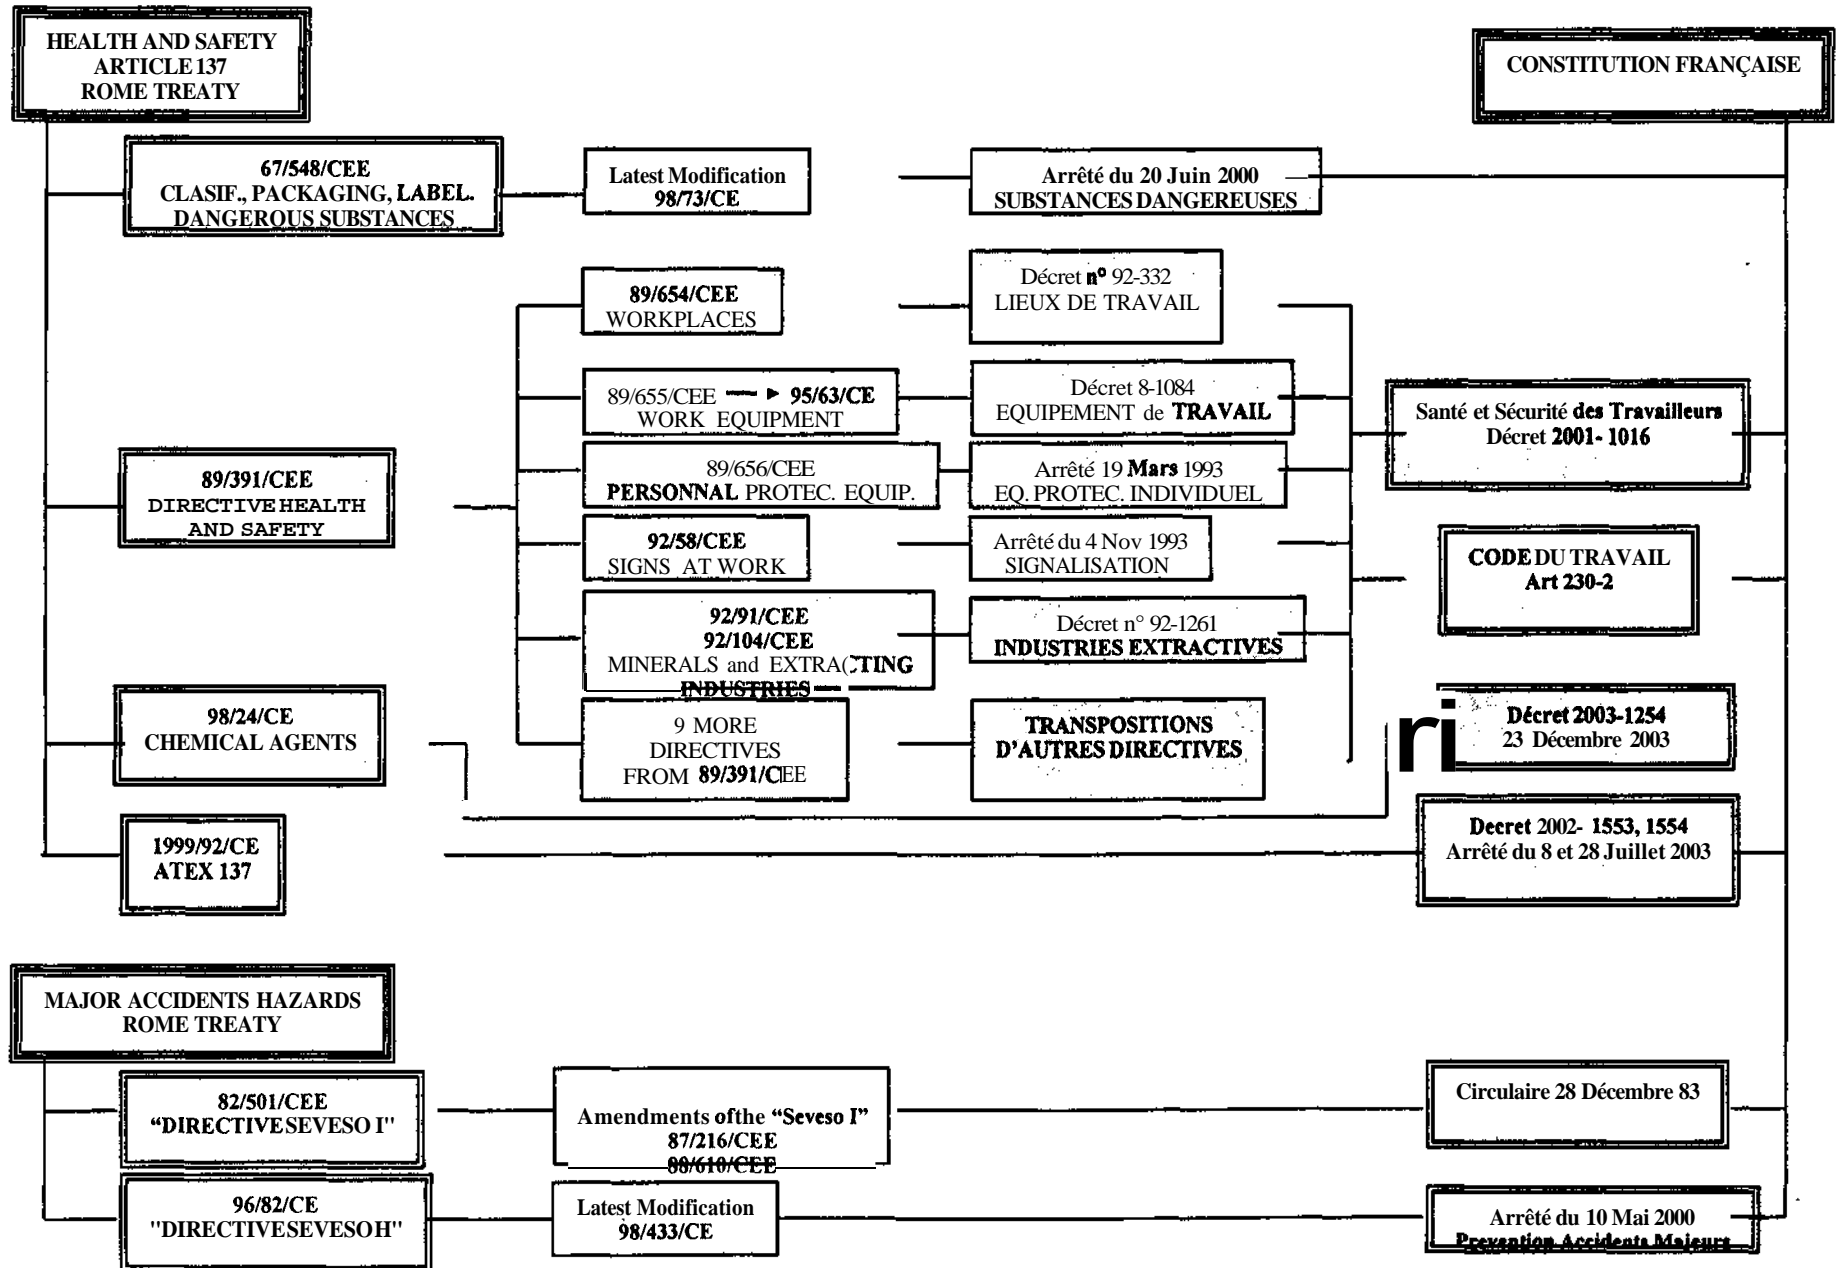 HEALTH AND SAFETY
ARTICLE 137
ROME TREATY
CONSTITUTION FRANÇAISE
67/548/CEE
CLASIF., PACKAGING, LABEL.
DANGEROUS SUBSTANCES
Latest Modification
98/73/CE
Arrêté du 20 Juin 2000
SUBSTANCES DANGEREUSES
89/654/CEE
WORKPLACES
Décret nº 92-332
LIEUX DE TRAVAIL
89/655/CEE → 95/63/CE
WORK EQUIPMENT
Décret 8-1084
EQUIPEMENT de TRAVAIL
Santé et Sécurité des Travailleurs
Décret 2001- 1016
89/391/CEE
DIRECTIVE HEALTH
AND SAFETY
89/656/CEE
PERSONNAL PROTEC. EQUIP.
Arrêté 19 Mars 1993
EQ. PROTEC. INDIVIDUEL
92/58/CEE
SIGNS AT WORK
Arrêté du 4 Nov 1993
SIGNALISATION
CODE DU TRAVAIL
Art 230-2
92/91/CEE
92/104/CEE
MINERALS and EXTRA(CTING
INDUSTRIES
Décret n° 92-1261
INDUSTRIES EXTRACTIVES
98/24/CE
CHEMICAL AGENTS
9 MORE
DIRECTIVES
FROM 89/391/CEE
TRANSPOSITIONS
D'AUTRES DIRECTIVES
ri
Décret 2003-1254
23 Décembre 2003
1999/92/CE
ATEX 137
Decret 2002- 1553, 1554
Arrêté du 8 et 28 Juillet 2003
MAJOR ACCIDENTS HAZARDS
ROME TREATY
82/501/CEE
“DIRECTIVE SEVESO I"
Amendments ofthe “Seveso I”
87/216/CEE
88/610/CEE
Circulaire 28 Décembre 83
96/82/CE
"DIRECTIVE SEVESO H"
Latest Modification
98/433/CE
Arrêté du 10 Mai 2000
Prevention Accidents Majeurs